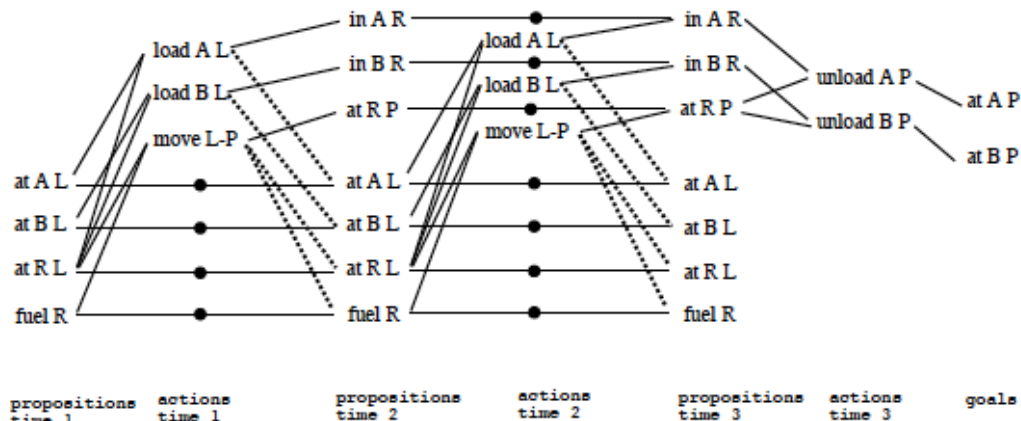 in A R
in A R
load A L
load A L
in B R
in B R
unload A P
load B L
load B L
at A P
at R P
at R P
unload B P
move L-P
move L-P
at B P
at A L
at A L
at A L
at B L
at B L
at B L
at R L
at R L
at R L
fuel R
fuel R
fuel R
propositions
time 1
actions
time 1
propositions
time 2
actions
time 2
propositions
time 3
actions
time 3
goals